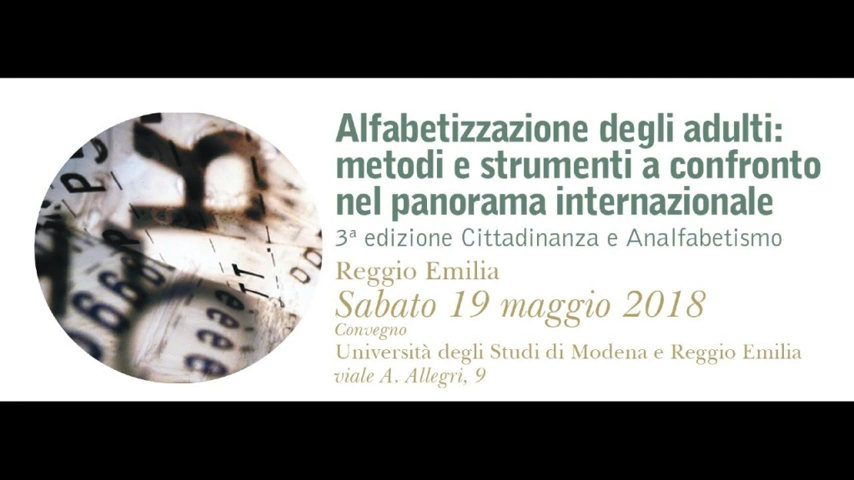 Alfabetizzazione degli adulti:
metodi e strumenti a confronto
nel panorama internazionale
3ª edizione Cittadinanza e Analfabetismo
Reggio Emilia
Sabato 19 maggio 2018
Convegno
Università degli Studi di Modena e Reggio Emilia
viale A. Allegri, 9